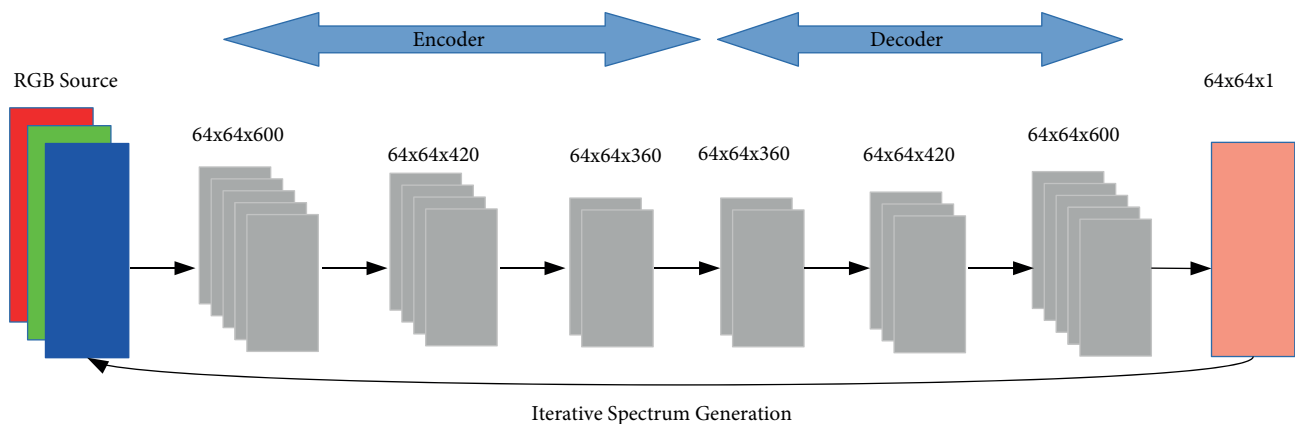 Encoder
Decoder
RGB Source
64x64x1
64x64x600
64x64x420
64x64x360
64x64x360
64x64x420
64x64x600
Iterative Spectrum Generation